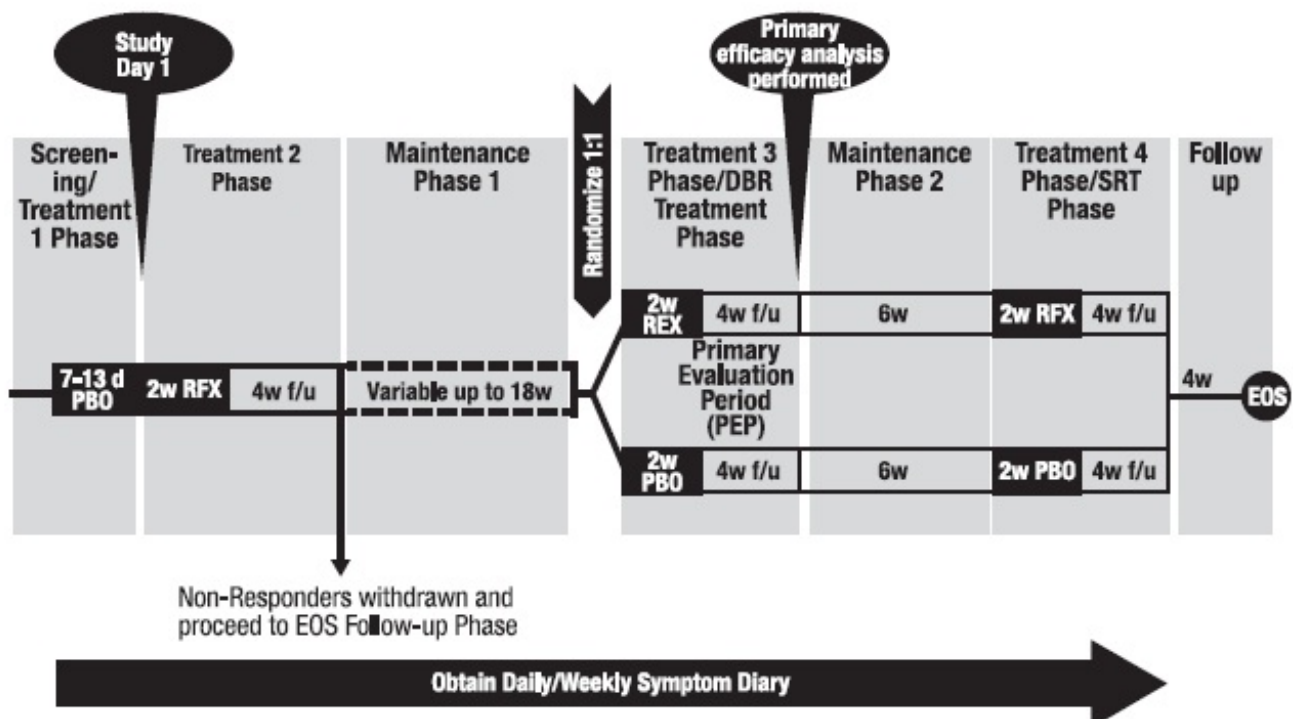 Study
Day 1
Primary
efficacy analysis
performed
Screen-
ing/
Treatment
1 Phase
Treatment 2
Phase
Maintenance
Phase 1
Randomize 1:1
Treatment 3
Phase/DBR
Treatment
Phase
Maintenance
Phase 2
Treatment 4
Phase/SRT
Phase
Follow
up
2w
REX
4w f/u
6w
2w RFX
4w f/u
7-13 d
PBO
2w RFX
4w f/u
Variable up to 18w
Primary
Evaluation
Period
(PEP)
4w
EOS
2w
PBO
4w f/u
6w
2w PBO
4w f/u
Non-Responders withdrawn and
proceed to EOS Follow-up Phase
Obtain Daily/Weekly Symptom Diary